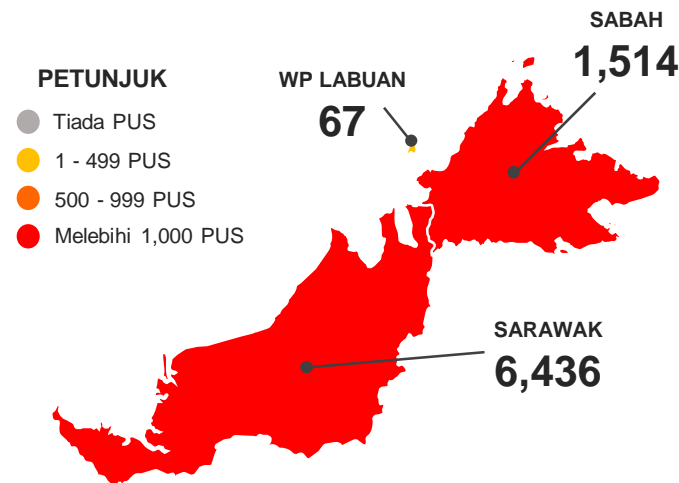 PETUNJUK
Tiada PUS
1 - 499 PUS
500 - 999 PUS
Melebihi 1,000 PUS
WP LABUAN
67
SABAH
1,514
SARAWAK
6,436